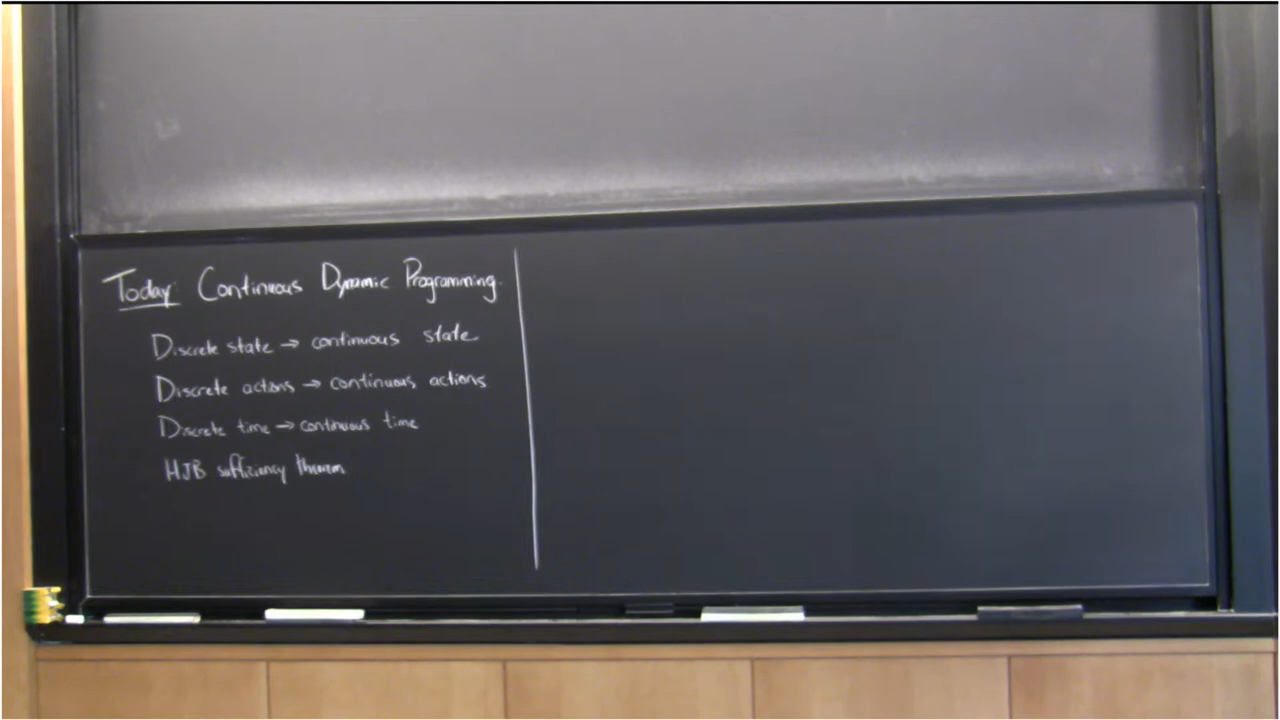 Today: Continuous Dynamic Programming.
Discrete state → continuous state
Discrete actions → continuous actions
Discrete time → continuous time
HJB sufficiency theorem